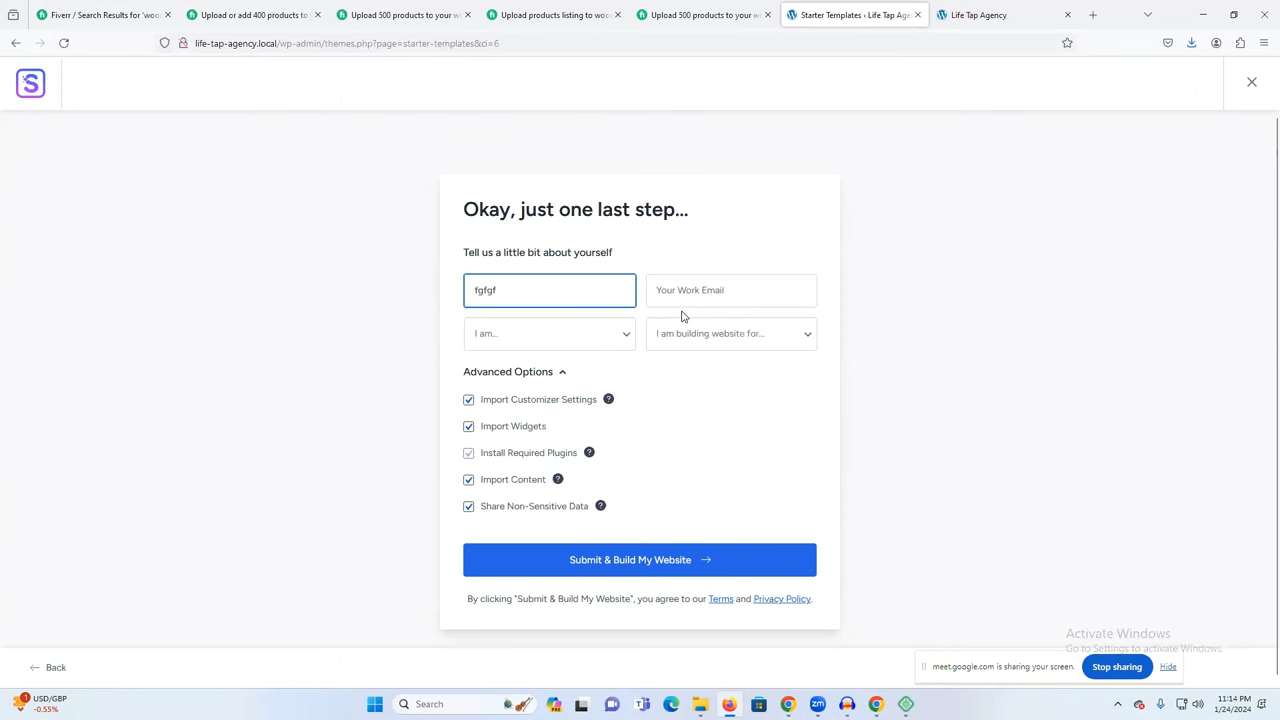 Fiverr / Search Results for 'woo
Upload or add 400 products to y
Upload 500 products to your we
Upload products listing to woo
Upload 500 products to your we
Starter Templates ‹ Life Tap Age
Life Tap Agency
life-tap-agency.local/wp-admin/themes.php?page=starter-templates&ci=6
S
Okay, just one last step...
Tell us a little bit about yourself
fgfgf
Your Work Email
I am...
I am building website for...
Advanced Options
Import Customizer Settings ?
Import Widgets
Install Required Plugins ?
Import Content ?
Share Non-Sensitive Data ?
Submit & Build My Website →
By clicking "Submit & Build My Website", you agree to our Terms and Privacy Policy.
Activate Windows
Go to Settings to activate Windows.
← Back
meet.google.com is sharing your screen.
Stop sharing
Hide
1
USD/GBP
-0.55%
Search
zm
11:14 PM
1/24/2024